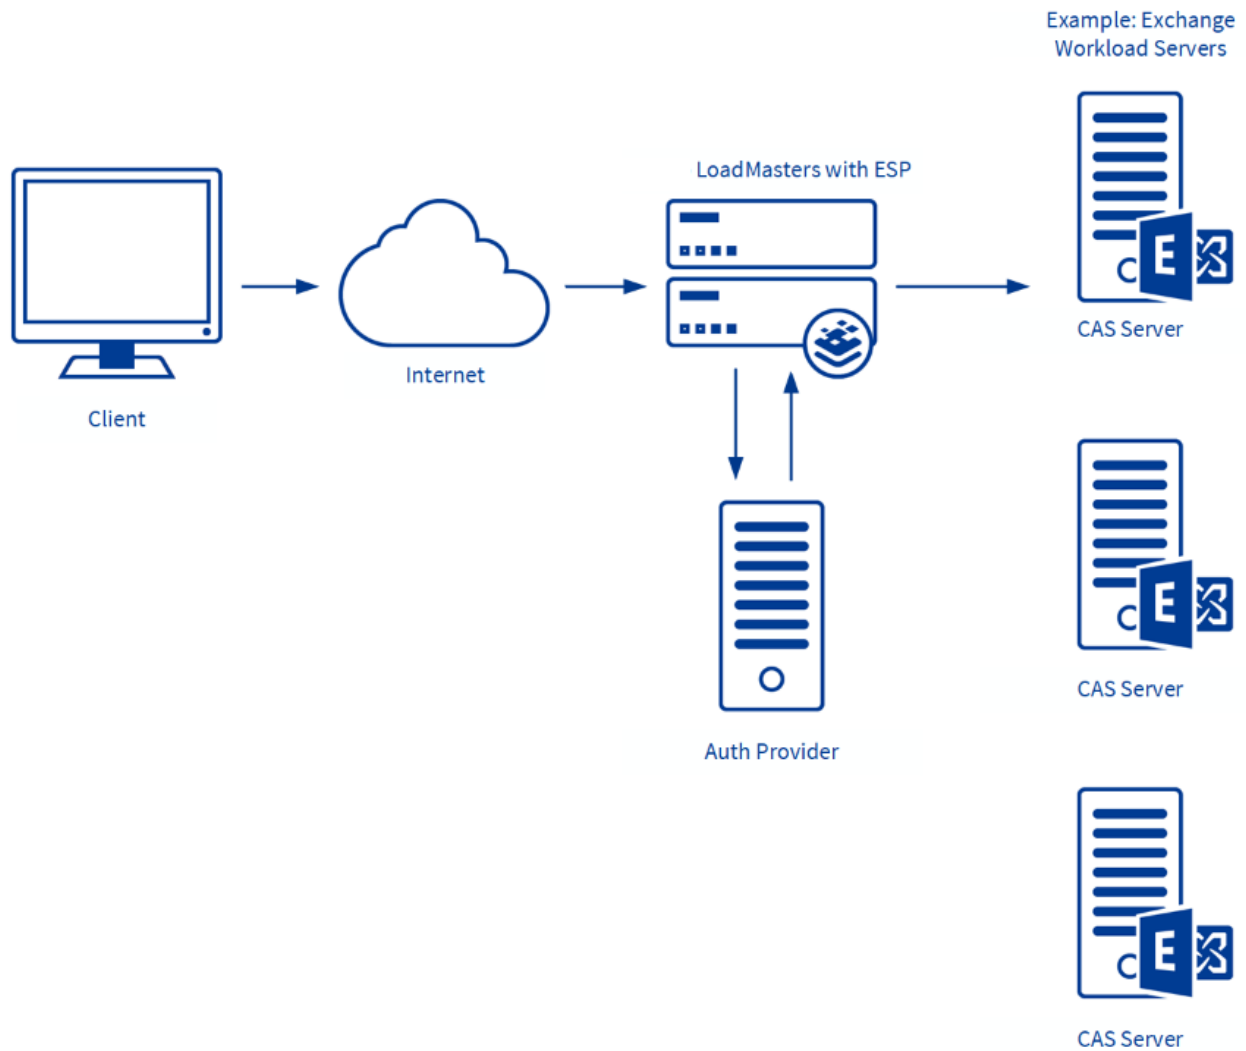 Example: Exchange
Workload Servers
LoadMasters with ESP
E
CAS Server
Internet
Client
E
CAS Server
Auth Provider
E
CAS Server